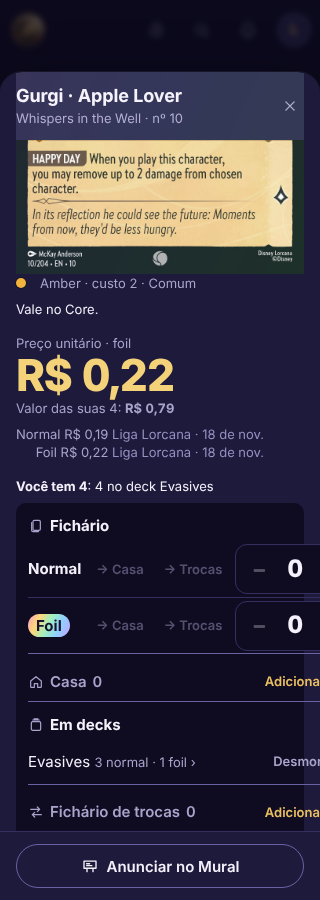 Gurgi · Apple Lover
Whispers in the Well · nº 10
HAPPY DAY When you play this character,
you may remove up to 2 damage from chosen
character.
In its reflection he could see the future: Moments
from now, they'd be less hungry.
McKay Anderson
10/204 • EN • 10
Disney Lorcana
©Disney
Amber · custo 2 · Comum
Vale no Core.
Preço unitário · foil
R$ 0,22
Valor das suas 4: R$ 0,79
Normal R$ 0,19 Liga Lorcana · 18 de nov.
Foil R$ 0,22 Liga Lorcana · 18 de nov.
Você tem 4: 4 no deck Evasives
Fichário
Normal → Casa → Trocas − 0
Foil → Casa → Trocas − 0
Casa 0 Adiciona
Em decks
Evasives 3 normal · 1 foil › Desmon
Fichário de trocas 0 Adiciona
Anunciar no Mural